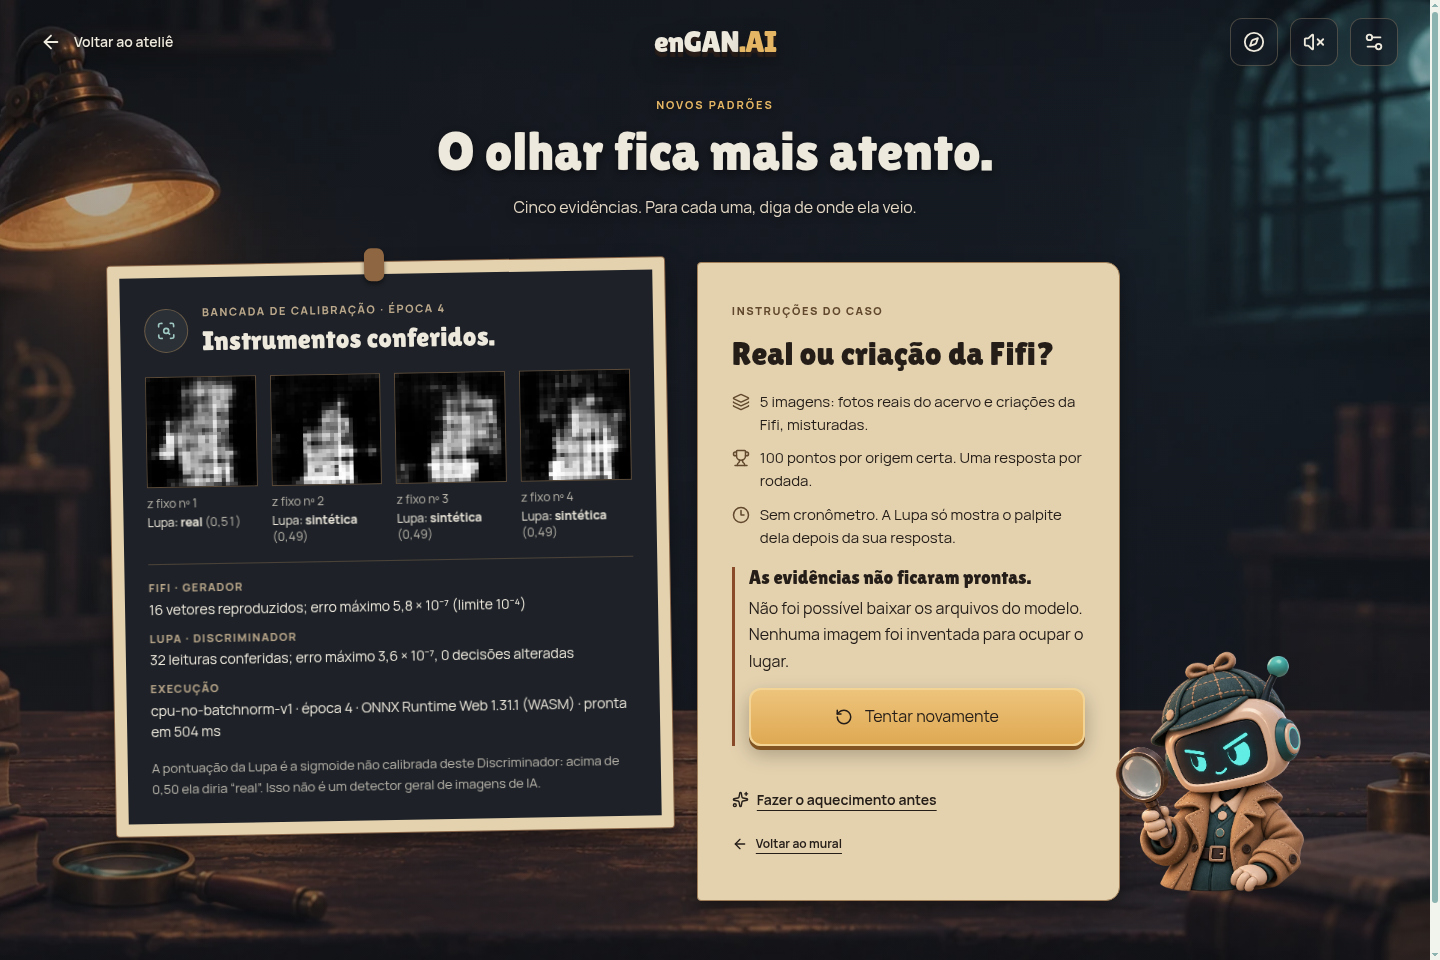 Voltar ao ateliê
enGAN.AI
NOVOS PADRÕES
O olhar fica mais atento.
Cinco evidências. Para cada uma, diga de onde ela veio.
BANCADA DE CALIBRAÇÃO · ÉPOCA 4
Instrumentos conferidos.
z fixo nº 1
Lupa: real (0,51)
z fixo nº 2
Lupa: sintética
(0,49)
z fixo nº 3
Lupa: sintética
(0,49)
z fixo nº 4
Lupa: sintética
(0,49)
FIFI · GERADOR
16 vetores reproduzidos; erro máximo 5,8 × 10⁻⁷ (limite 10⁻⁴)
LUPA · DISCRIMINADOR
32 leituras conferidas; erro máximo 3,6 × 10⁻⁷, 0 decisões alteradas
EXECUÇÃO
cpu-no-batchnorm-v1 · época 4 · ONNX Runtime Web 1.31.1 (WASM) · pronta
em 504 ms
A pontuação da Lupa é a sigmoide não calibrada deste Discriminador: acima de
0,50 ela diria “real”. Isso não é um detector geral de imagens de IA.
INSTRUÇÕES DO CASO
Real ou criação da Fifi?
5 imagens: fotos reais do acervo e criações da
Fifi, misturadas.
100 pontos por origem certa. Uma resposta por
rodada.
Sem cronômetro. A Lupa só mostra o palpite
dela depois da sua resposta.
As evidências não ficaram prontas.
Não foi possível baixar os arquivos do modelo.
Nenhuma imagem foi inventada para ocupar o
lugar.
Tentar novamente
Fazer o aquecimento antes
Voltar ao mural